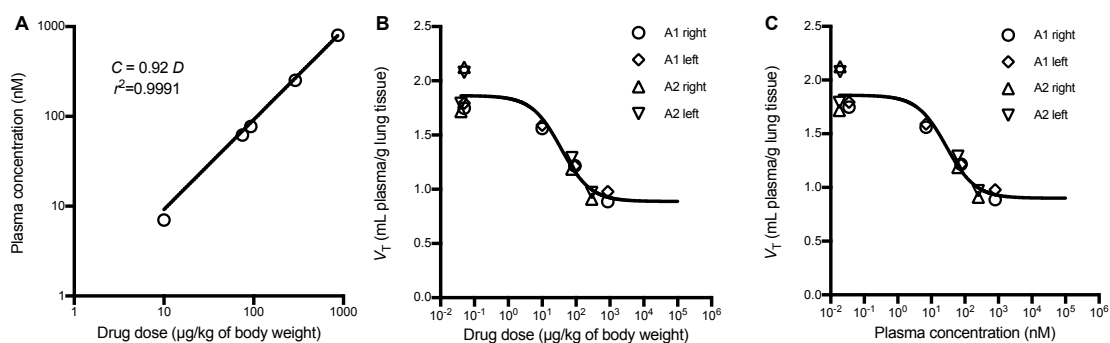 A
Plasma concentration (nM)
1000
100
10
1
C = 0.92 D
r²=0.9991
1 10 100 1000
Drug dose (µg/kg of body weight)
B
V_T (mL plasma/g lung tissue)
2.5
2.0
1.5
1.0
0.5
0.0
A1 right
A1 left
A2 right
A2 left
10⁻² 10⁻¹ 10⁰ 10¹ 10² 10³ 10⁴ 10⁵ 10⁶
Drug dose (µg/kg of body weight)
C
V_T (mL plasma/g lung tissue)
2.5
2.0
1.5
1.0
0.5
0.0
A1 right
A1 left
A2 right
A2 left
10⁻² 10⁻¹ 10⁰ 10¹ 10² 10³ 10⁴ 10⁵ 10⁶
Plasma concentration (nM)